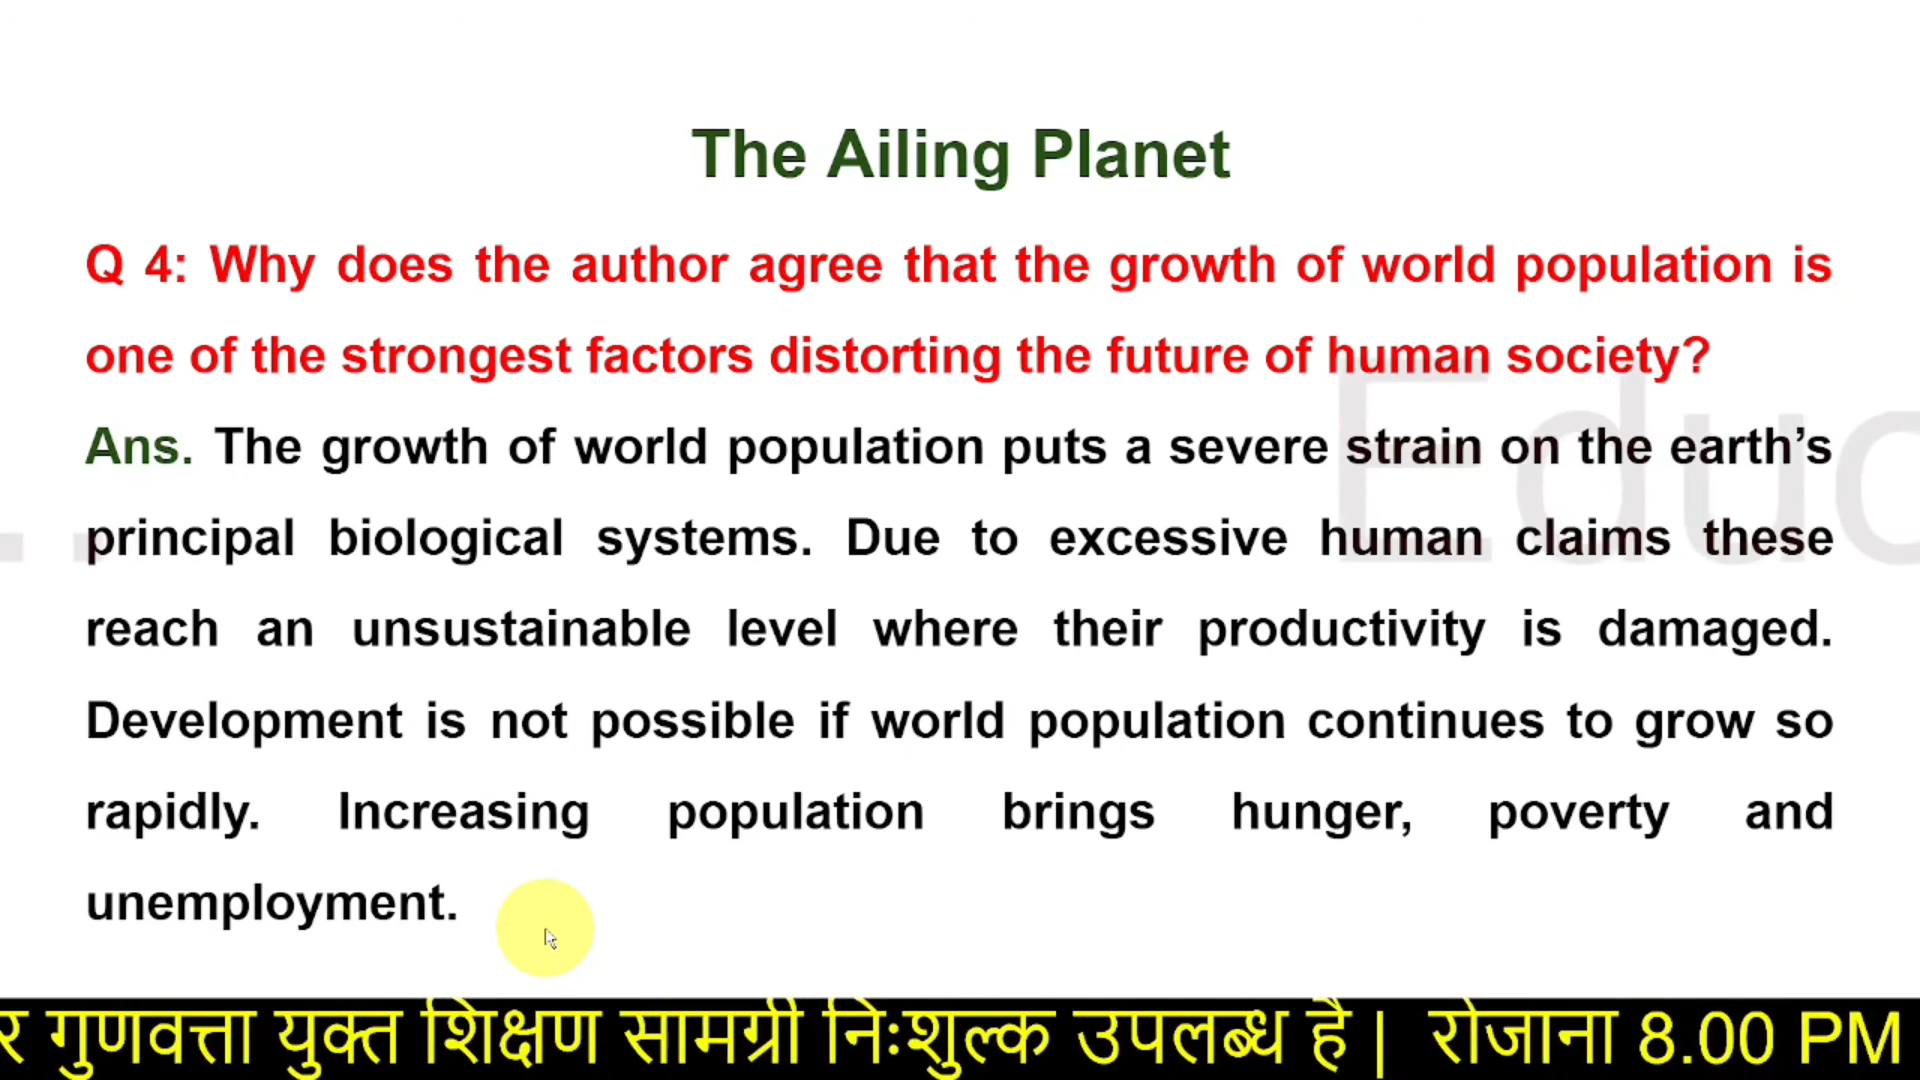 The Ailing Planet
Q 4: Why does the author agree that the growth of world population is
one of the strongest factors distorting the future of human society?
Ans. The growth of world population puts a severe strain on the earth’s
principal biological systems. Due to excessive human claims these
reach an unsustainable level where their productivity is damaged.
Development is not possible if world population continues to grow so
rapidly. Increasing population brings hunger, poverty and
unemployment.
Educ
र गुणवत्ता युक्त शिक्षण सामग्री निःशुल्क उपलब्ध है | रोजाना 8.00 PM